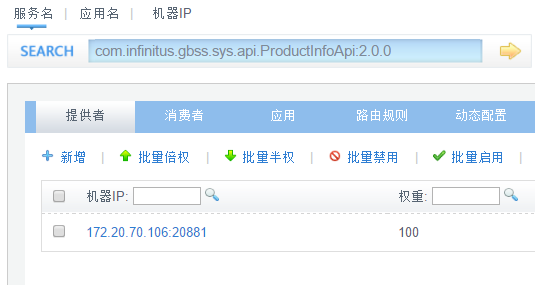 服务名 | 应用名 | 机器IP
SEARCH com.infinitus.gbss.sys.api.ProductInfoApi:2.0.0
提供者 消费者 应用 路由规则 动态配置
新增 | 批量倍权 | 批量半权 | 批量禁用 | 批量启用 |
机器IP: 权重:
172.20.70.106:20881 100